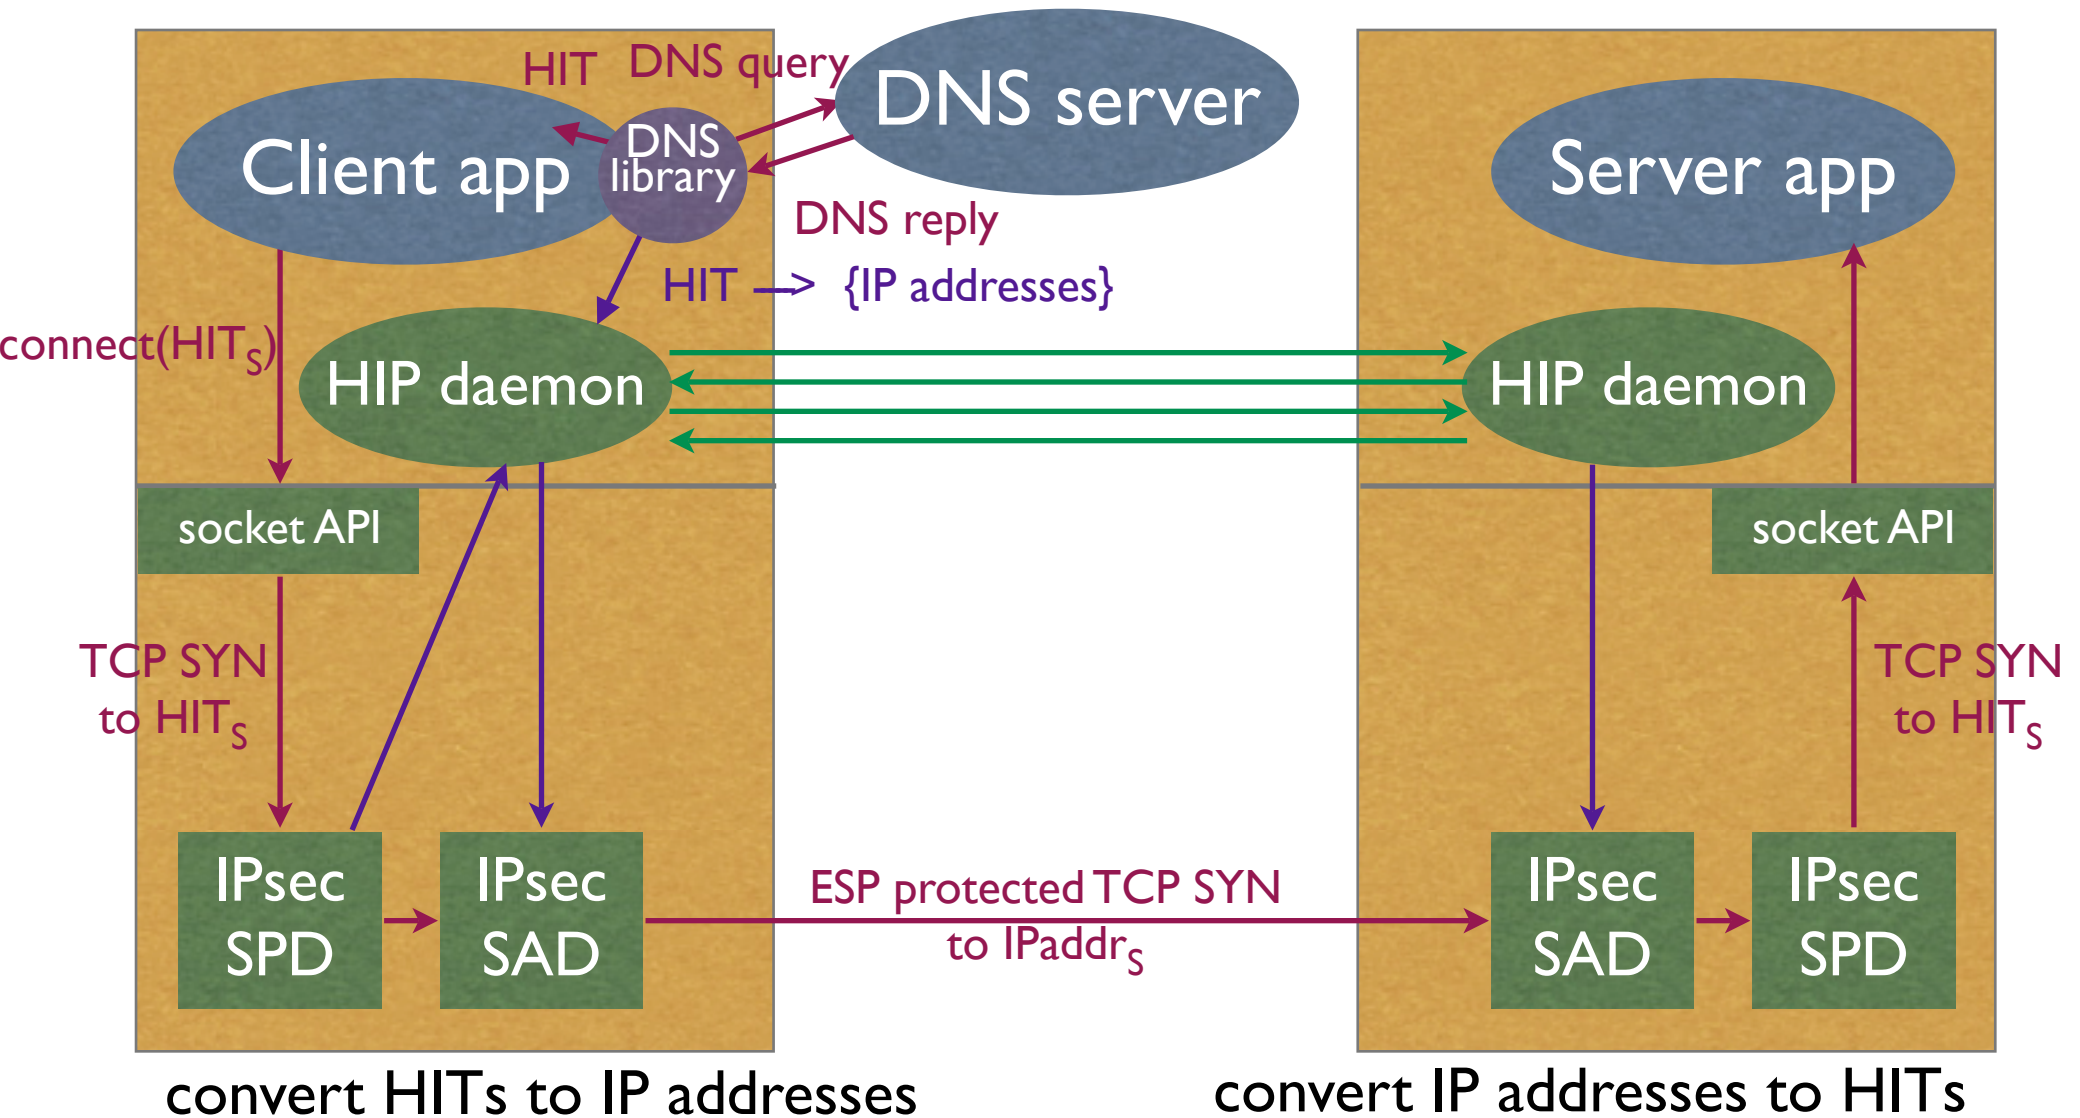 HIT
DNS query
DNS server
Client app
DNS
library
Server app
DNS reply
HIT --> {IP addresses}
connect(HITS)
HIP daemon
HIP daemon
socket API
socket API
TCP SYN
to HITS
TCP SYN
to HITS
IPsec
SPD
IPsec
SAD
ESP protected TCP SYN
to IPaddrS
IPsec
SAD
IPsec
SPD
convert HITs to IP addresses
convert IP addresses to HITs